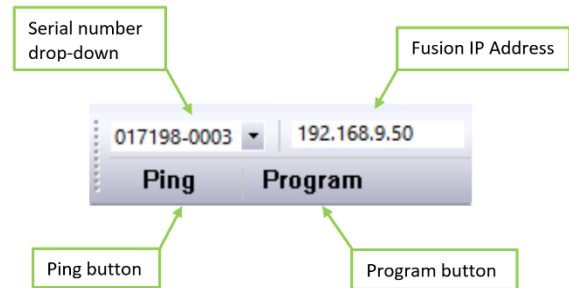 Serial number
drop-down
Fusion IP Address
017198-0003
192.168.9.50
Ping
Program
Ping button
Program button